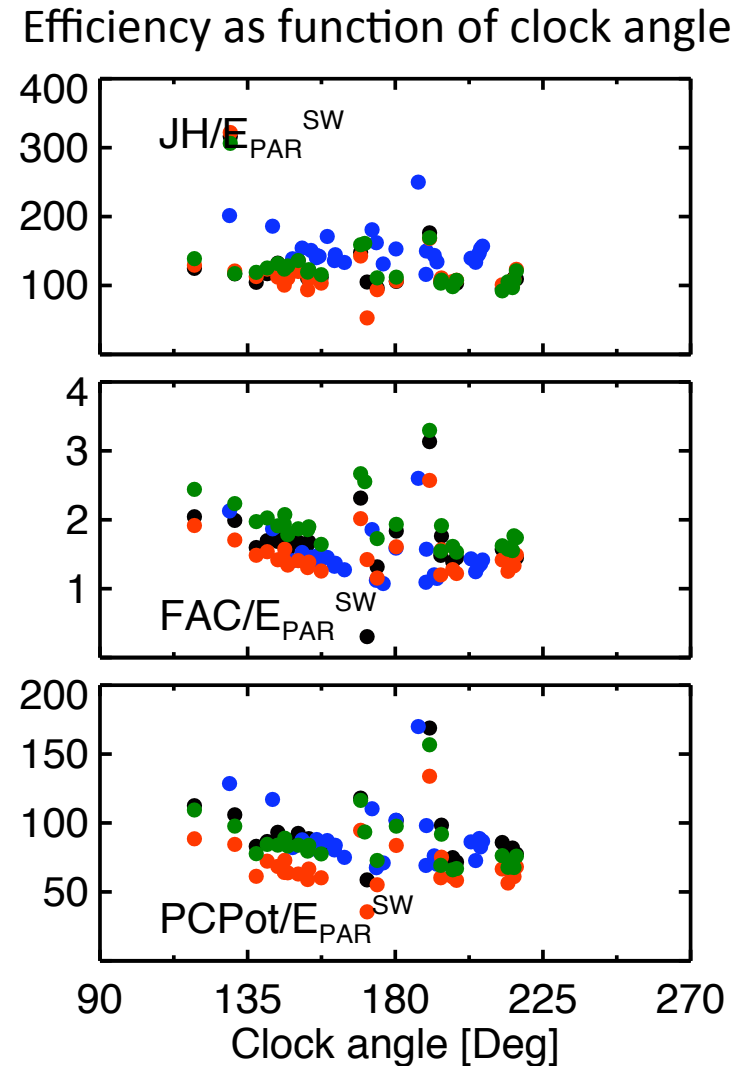 Efficiency as function of clock angle
400
JH/E_PAR^SW
300
200
100
4
3
2
1
FAC/E_PAR^SW
200
150
100
50
PCPot/E_PAR^SW
90 135 180 225 270
Clock angle [Deg]